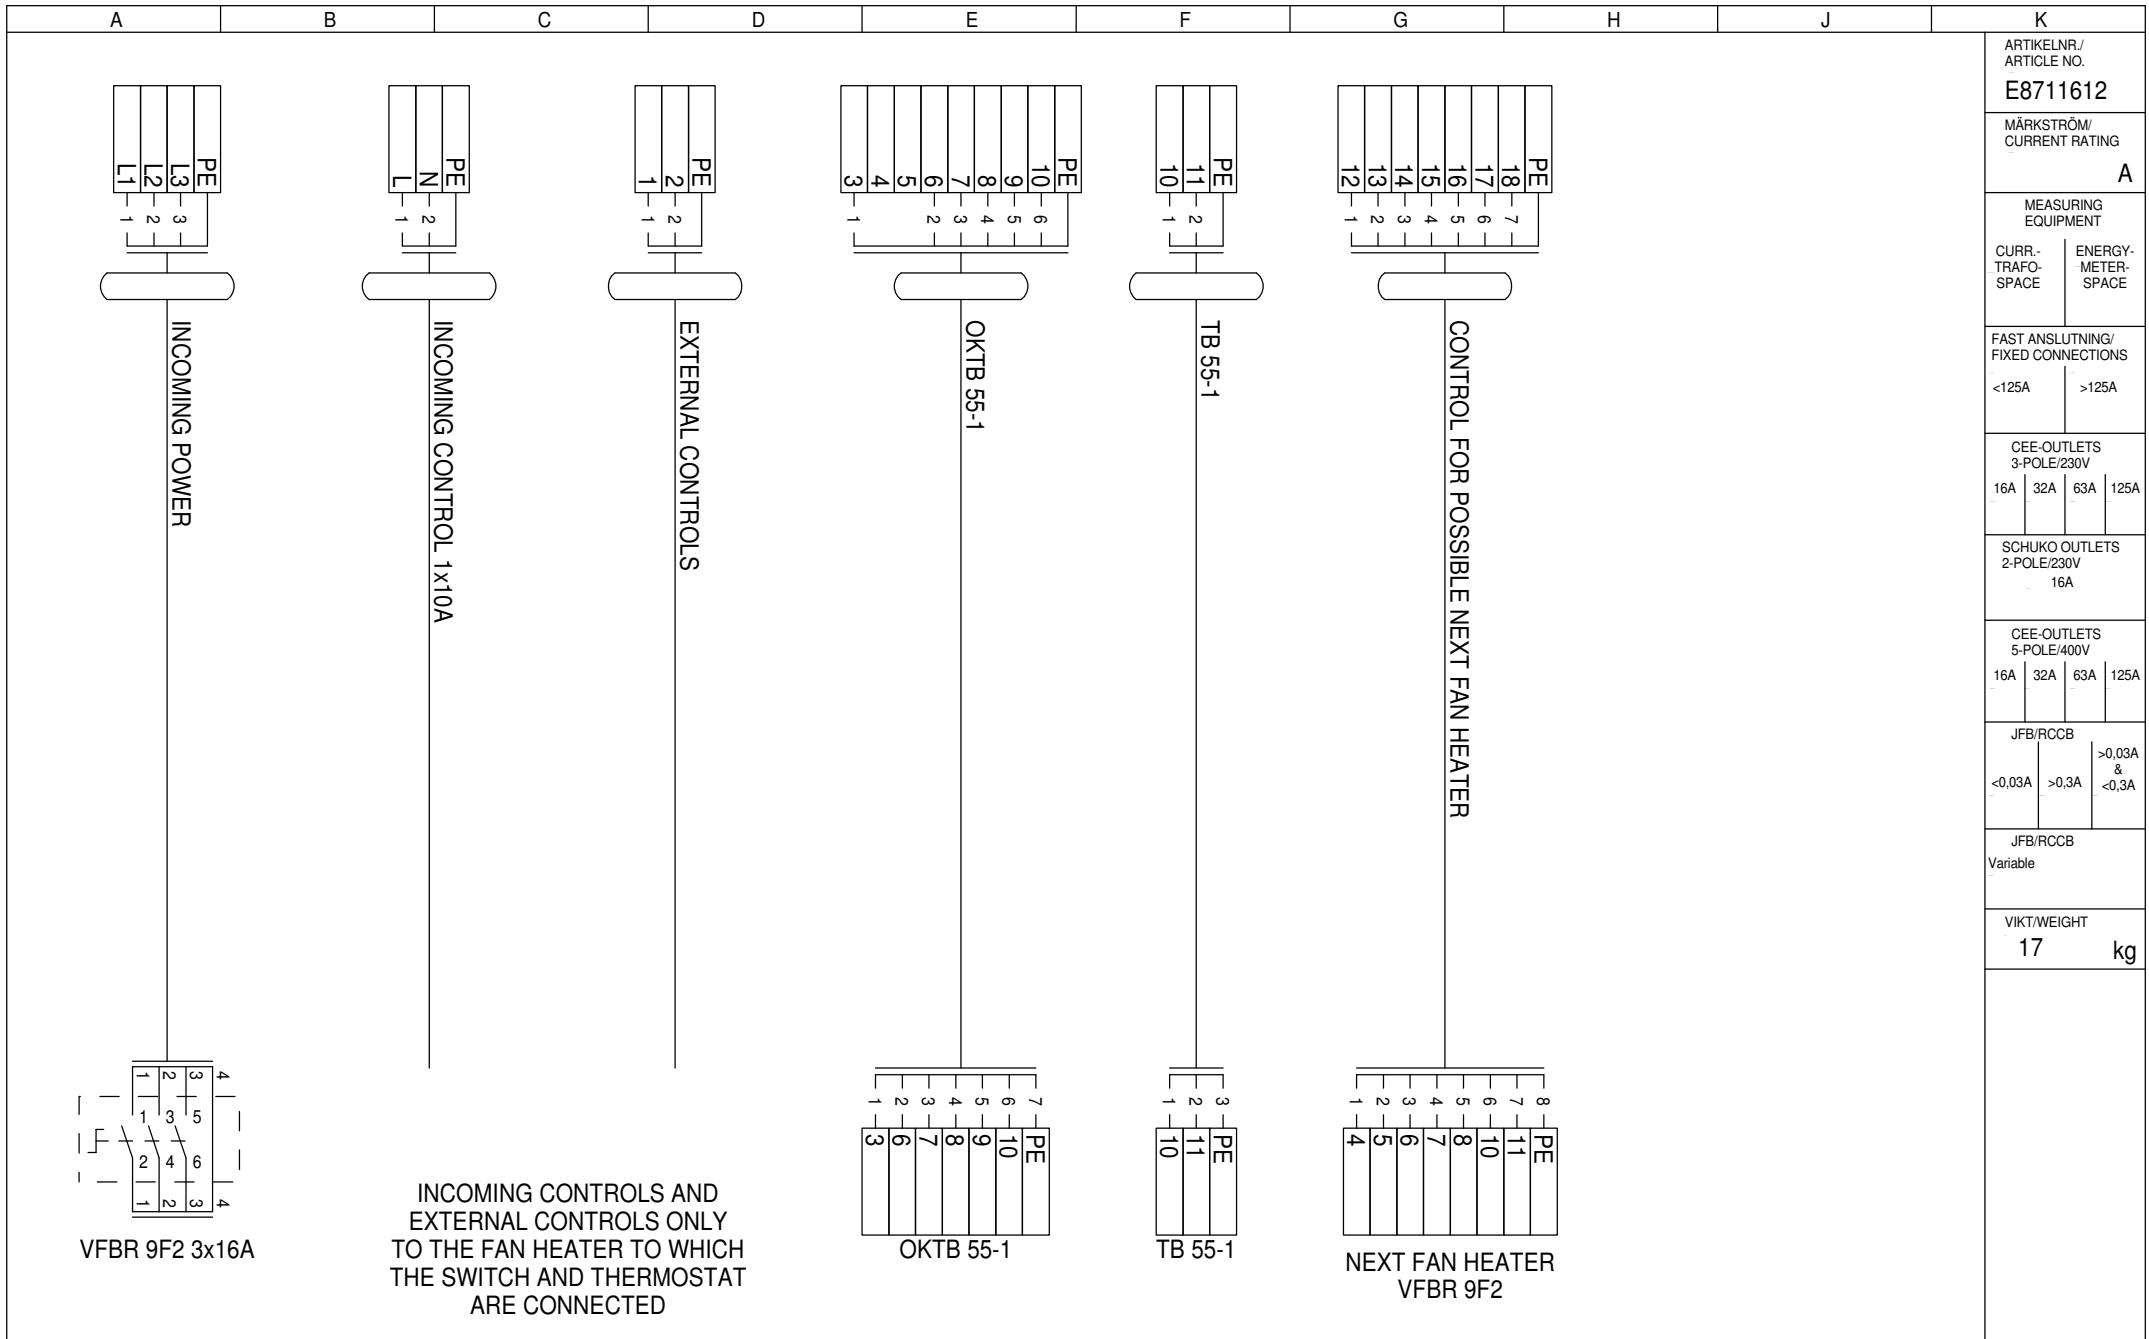 A B C D E F G H J K
L1 L2 L3 PE
1 2 3
INCOMING POWER
1 2 3 4
1 3 5
2 4 6
1 2 3 4
VFBR 9F2 3x16A
L N PE
1 2
INCOMING CONTROL 1x10A
1 2 PE
1 2
EXTERNAL CONTROLS
INCOMING CONTROLS AND
EXTERNAL CONTROLS ONLY
TO THE FAN HEATER TO WHICH
THE SWITCH AND THERMOSTAT
ARE CONNECTED
3 4 5 6 7 8 9 10 PE
1 2 3 4 5 6
OKTB 55-1
1 2 3 4 5 6 7
3 6 7 8 9 10 PE
OKTB 55-1
10 11 PE
1 2
TB 55-1
1 2 3
10 11 PE
TB 55-1
12 13 14 15 16 17 18 PE
1 2 3 4 5 6 7
CONTROL FOR POSSIBLE NEXT FAN HEATER
1 2 3 4 5 6 7 8
4 5 6 7 8 10 11 PE
NEXT FAN HEATER
VFBR 9F2
ARTIKELNR./
ARTICLE NO.
E8711612
MÄRKSTRÖM/
CURRENT RATING
A
MEASURING
EQUIPMENT
CURR.-
TRAFO-
SPACE
ENERGY-
METER-
SPACE
FAST ANSLUTNING/
FIXED CONNECTIONS
<125A >125A
CEE-OUTLETS
3-POLE/230V
16A 32A 63A 125A
SCHUKO OUTLETS
2-POLE/230V
16A
CEE-OUTLETS
5-POLE/400V
16A 32A 63A 125A
JFB/RCCB
<0,03A >0,3A
>0,03A
&
<0,3A
JFB/RCCB
Variable
VIKT/WEIGHT
17 kg